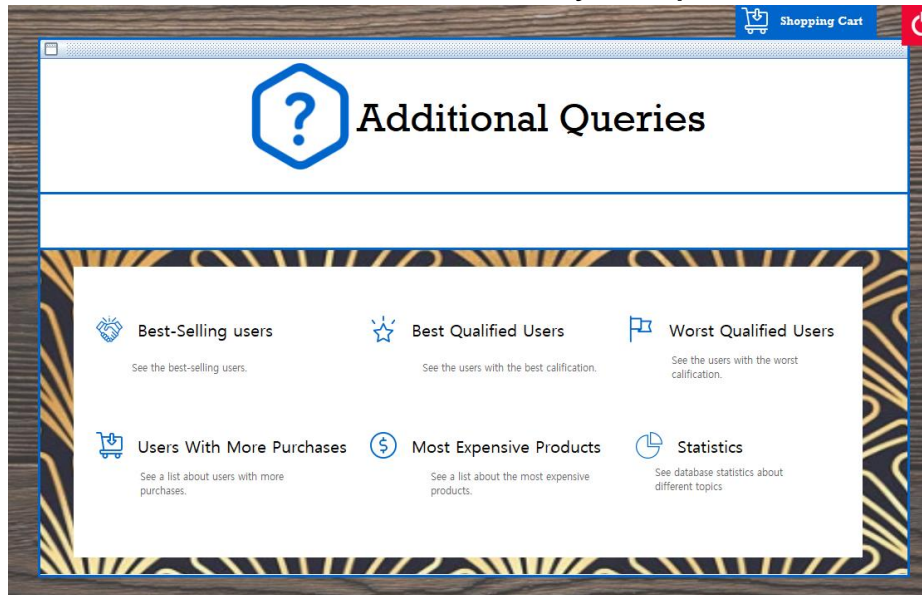 Shopping Cart
?
Additional Queries
Best-Selling users
See the best-selling users.
Best Qualified Users
See the users with the best calification.
Worst Qualified Users
See the users with the worst
calification.
Users With More Purchases
See a list about users with more
purchases.
$
Most Expensive Products
See a list about the most expensive
products.
Statistics
See database statistics about
different topics